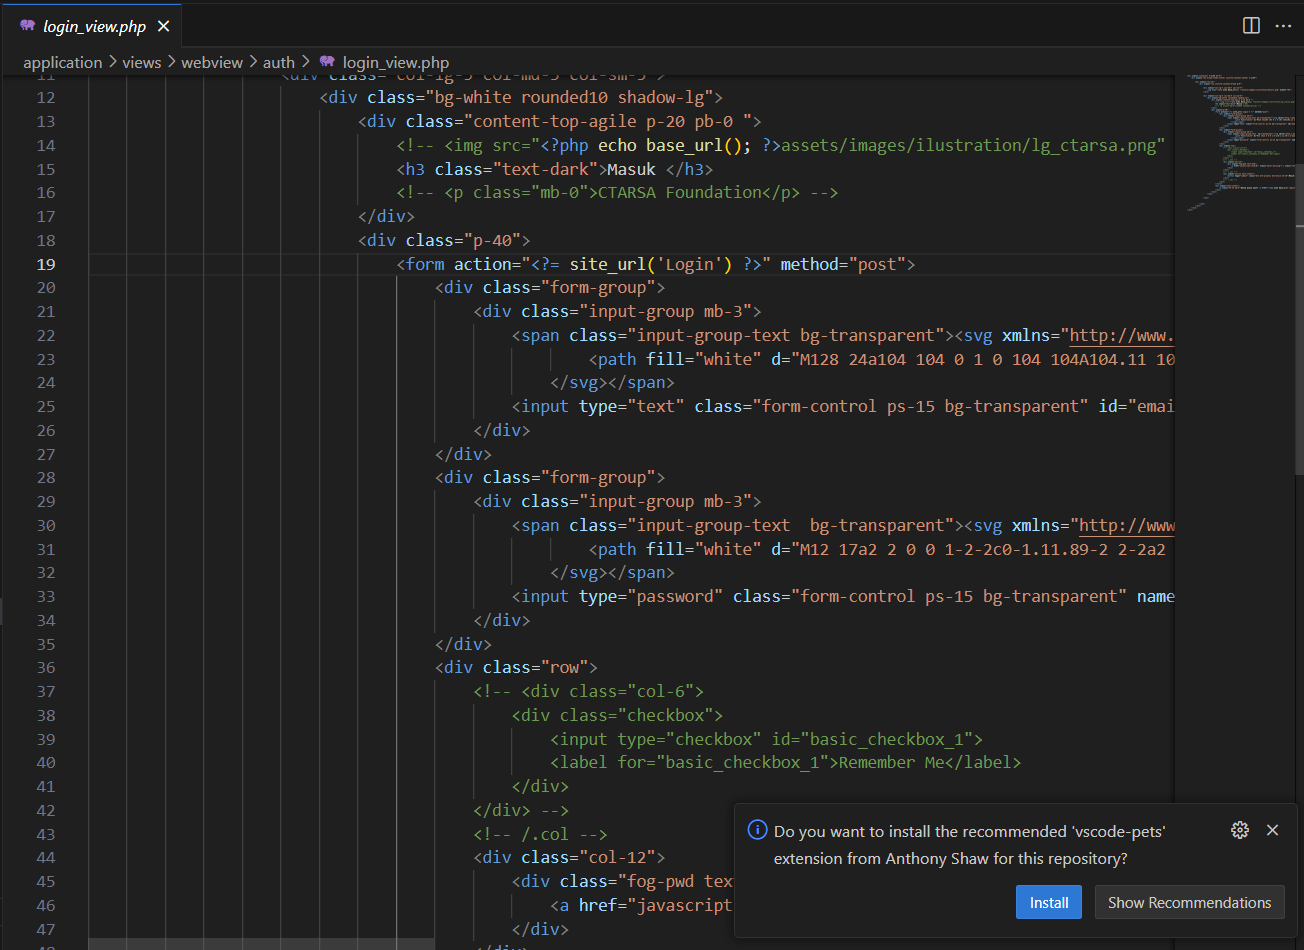 login_view.php
application > views > webview > auth > login_view.php
11 <div class="col-lg-5 col-md-5 col-sm-5">
12 <div class="bg-white rounded10 shadow-lg">
13 <div class="content-top-agile p-20 pb-0 ">
14 <!-- <img src="<?php echo base_url(); ?>assets/images/ilustration/lg_ctarsa.png"
15 <h3 class="text-dark">Masuk </h3>
16 <!-- <p class="mb-0">CTARSA Foundation</p> -->
17 </div>
18 <div class="p-40">
19 <form action="<?= site_url('Login') ?>" method="post">
20 <div class="form-group">
21 <div class="input-group mb-3">
22 <span class="input-group-text bg-transparent"><svg xmlns="http://www.
23 <path fill="white" d="M128 24a104 104 0 1 0 104 104A104.11 10
24 </svg></span>
25 <input type="text" class="form-control ps-15 bg-transparent" id="emai
26 </div>
27 </div>
28 <div class="form-group">
29 <div class="input-group mb-3">
30 <span class="input-group-text  bg-transparent"><svg xmlns="http://www
31 <path fill="white" d="M12 17a2 2 0 0 1-2-2c0-1.11.89-2 2-2a2
32 </svg></span>
33 <input type="password" class="form-control ps-15 bg-transparent" name
34 </div>
35 </div>
36 <div class="row">
37 <!-- <div class="col-6">
38 <div class="checkbox">
39 <input type="checkbox" id="basic_checkbox_1">
40 <label for="basic_checkbox_1">Remember Me</label>
41 </div>
42 </div> -->
43 <!-- /.col -->
44 <div class="col-12">
45 <div class="fog-pwd tex
46 <a href="javascript
47 </div>
Do you want to install the recommended 'vscode-pets'
extension from Anthony Shaw for this repository?
Install
Show Recommendations